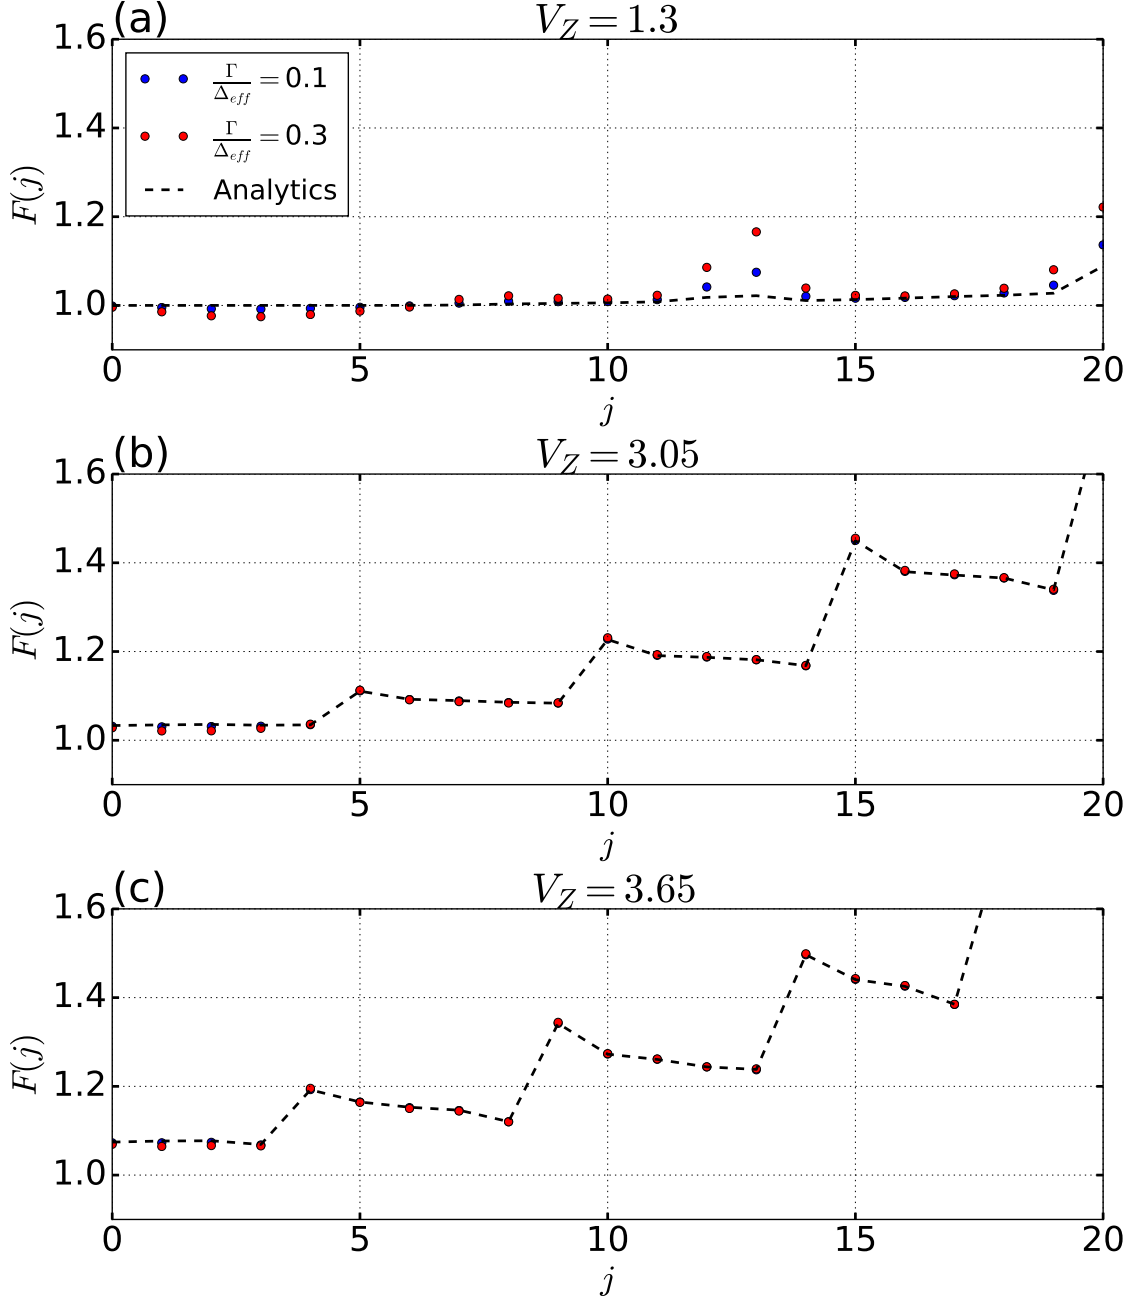 (a) V_Z = 1.3
F(j)
1.6
1.4
1.2
1.0
Γ/Δ_eff = 0.1
Γ/Δ_eff = 0.3
Analytics
0 5 10 15 20
j
(b) V_Z = 3.05
F(j)
1.6
1.4
1.2
1.0
0 5 10 15 20
j
(c) V_Z = 3.65
F(j)
1.6
1.4
1.2
1.0
0 5 10 15 20
j